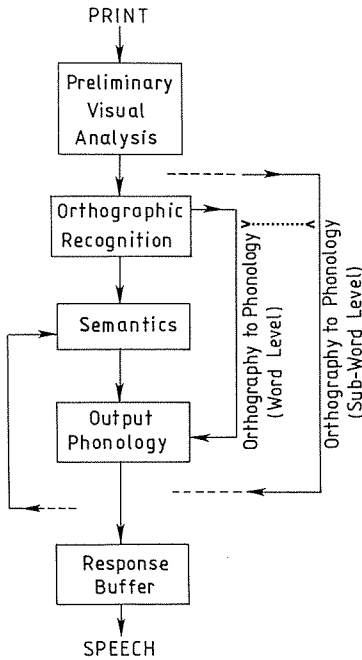 PRINT
Preliminary
Visual
Analysis
Orthographic
Recognition
Semantics
Output
Phonology
Response
Buffer
SPEECH
Orthography to Phonology
(Word Level)
Orthography to Phonology
(Sub-Word Level)